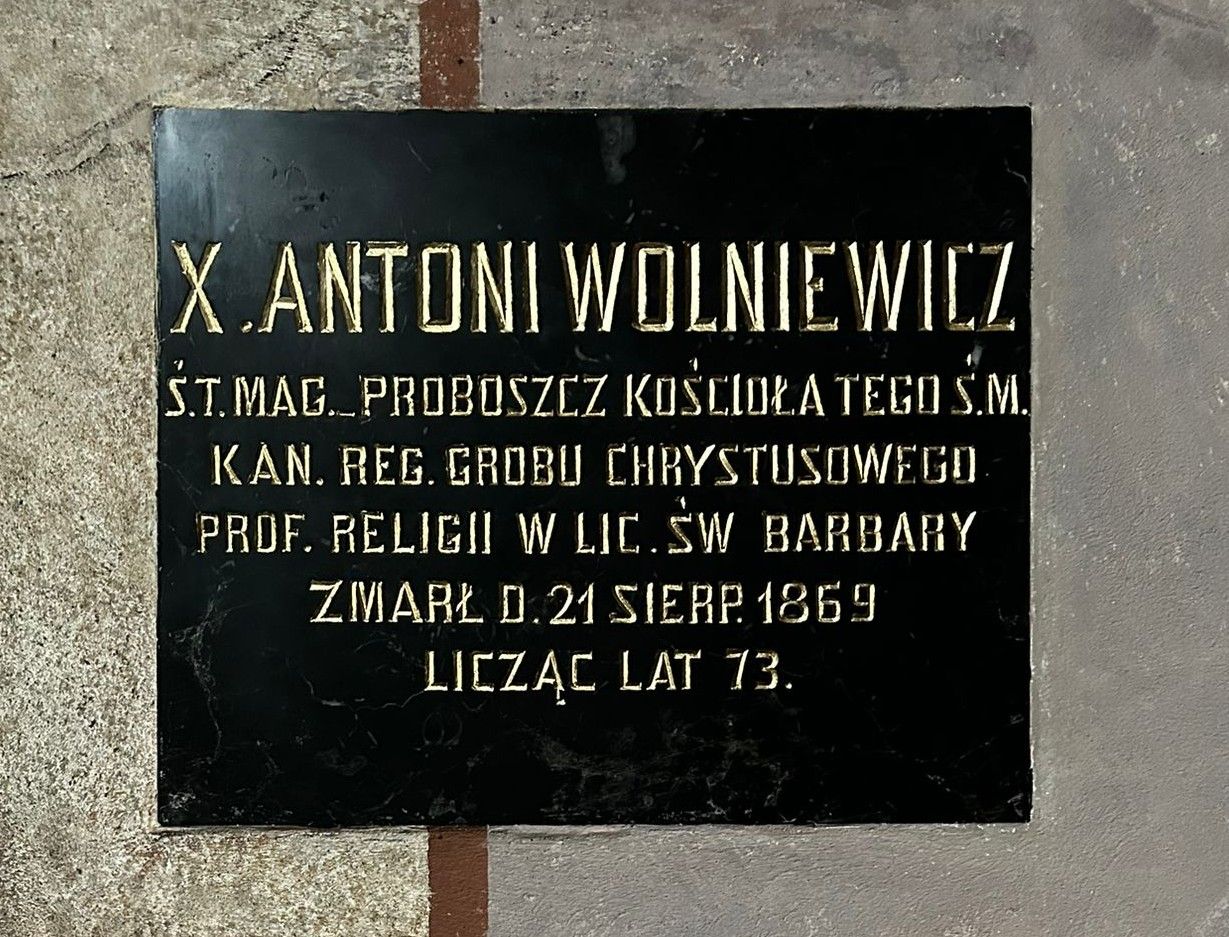 X. ANTONI WOLNIEWICZ
Ś.T. MAG. PROBOSZCZ KOŚCIOŁA TEGO Ś.M.
KAN. REG. GROBU CHRYSTUSOWEGO
PROF. RELIGII W LIC. ŚW BARBARY
ZMARŁ D. 21 SIERP. 1869
LICZĄC LAT 73.